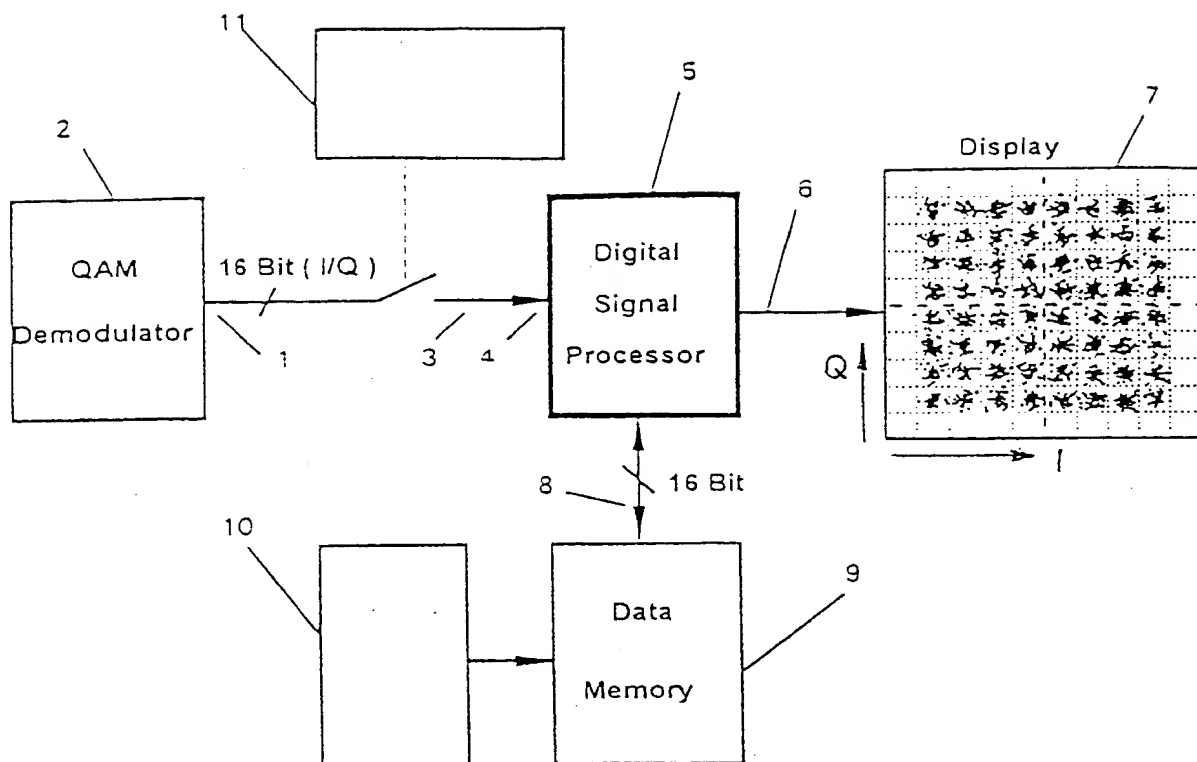 11
5
7
2
Display
6
QAM
Demodulator
16 Bit ( I/Q )
Digital
Signal
Processor
1
3
4
Q
I
8
16 Bit
10
9
Data
Memory